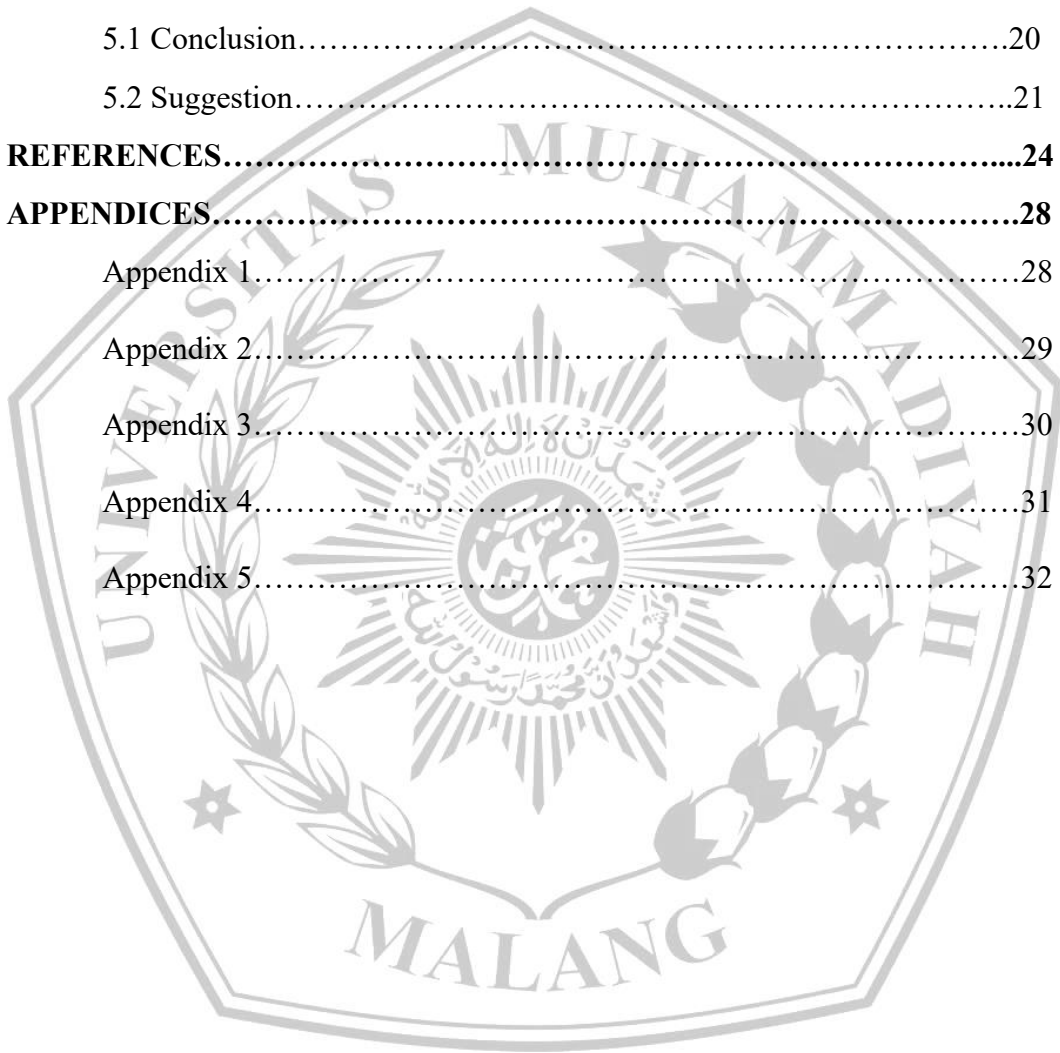 5.1 Conclusion…………………………………………………………….20
5.2 Suggestion…………………………………………………………..21
REFERENCES…………………………………………………………………....24
APPENDICES…………………………………………………………………….28
Appendix 1…………………………………………………………………28
Appendix 2…………………………………………………………………29
Appendix 3…………………………………………………………………30
Appendix 4…………………………………………………………………31
Appendix 5…………………………………………………………………32
UNIVERSITAS MUHAMMADIYAH
MALANG